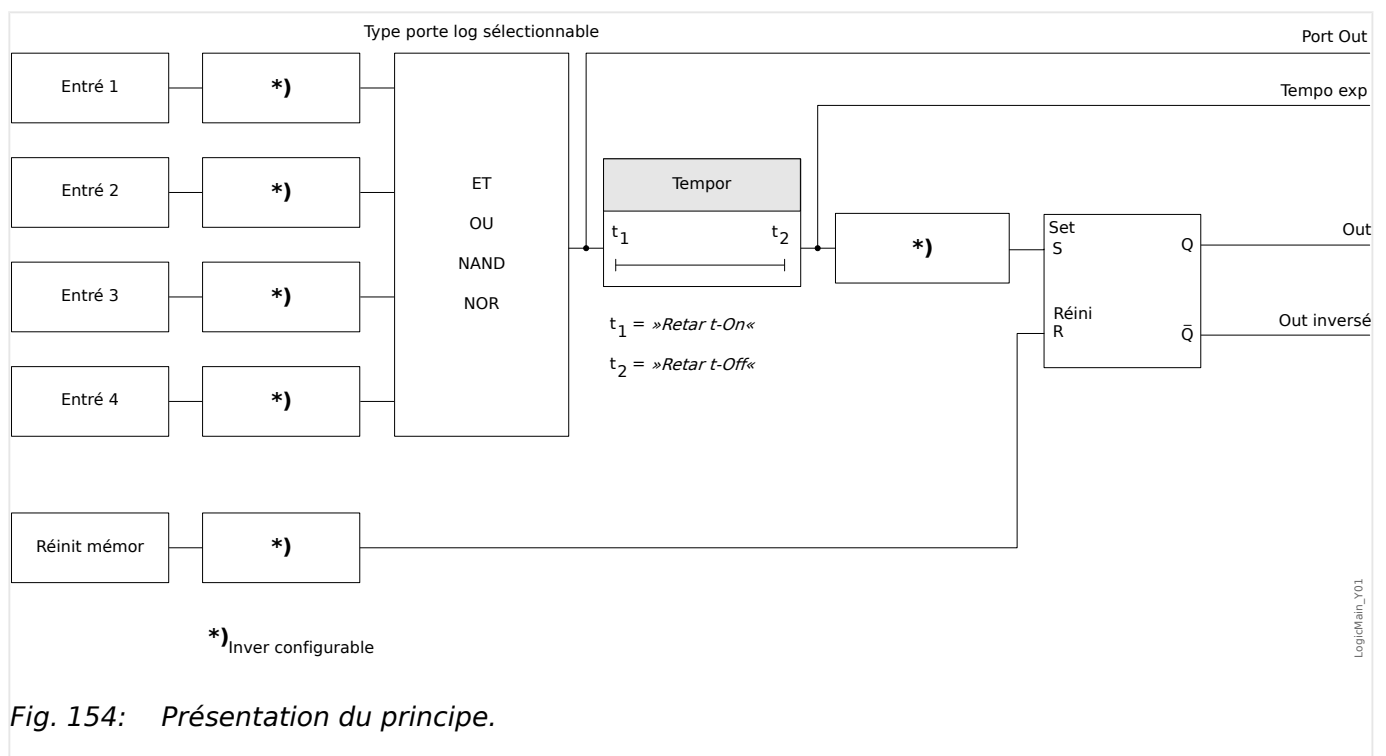 Type porte log sélectionnable
Port Out
Entré 1
*)
Tempo exp
Entré 2
*)
ET
OU
NAND
NOR
Tempor
t1
t2
*)
Set
S
Q
Out
Entré 3
*)
Réini
R
Q̅
Out inversé
t1 = »Retar t-On«
t2 = »Retar t-Off«
Entré 4
*)
Réinit mémor
*)
*)Inver configurable
LogicMain_Y01
Fig. 154: Présentation du principe.